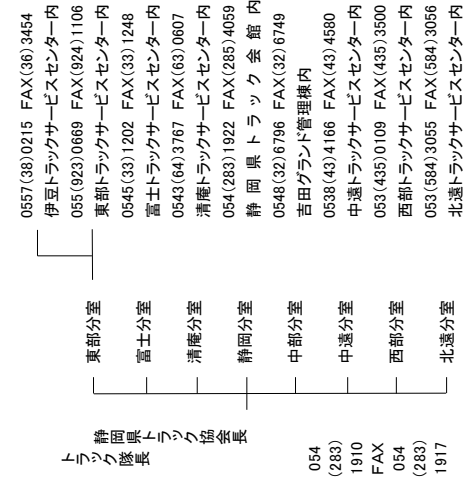 トラック隊長
静岡県トラック協会長
054
(283)
1910
FAX
054
(283)
1917
東部分室
富士分室
清庵分室
静岡分室
中部分室
中遠分室
西部分室
北遠分室
0557(38)0215 FAX(36)3454
伊豆トラックサービスセンター内
055(923)0669 FAX(924)1106
東部トラックサービスセンター内
0545(33)1202 FAX(33)1248
富士トラックサービスセンター内
0543(64)3767 FAX(63)0607
清庵トラックサービスセンター内
054(283)1922 FAX(285)4059
静岡県トラック会館内
0548(32)6796 FAX(32)6749
吉田グランド管理棟内
0538(43)4166 FAX(43)4580
中遠トラックサービスセンター内
053(435)0109 FAX(435)3500
西部トラックサービスセンター内
053(584)3055 FAX(584)3056
北遠トラックサービスセンター内